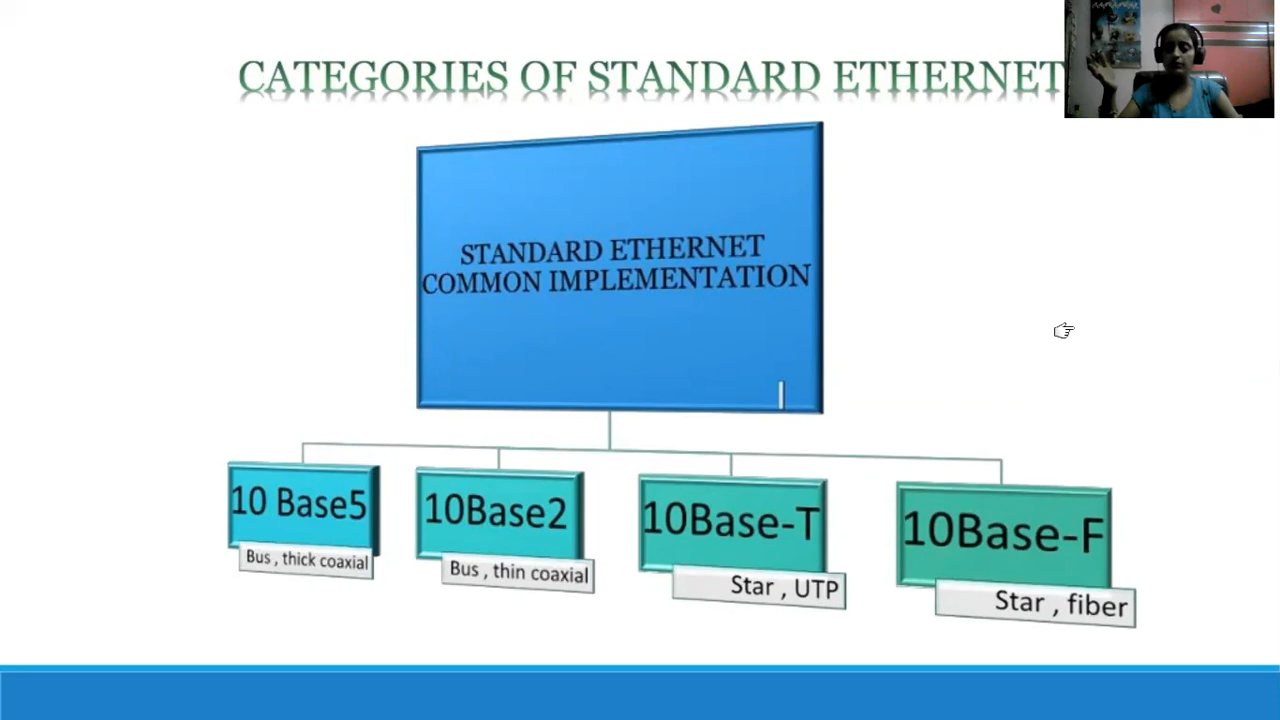 CATEGORIES OF STANDARD ETHERNET
STANDARD ETHERNET
COMMON IMPLEMENTATION
10 Base5
Bus , thick coaxial
10Base2
Bus , thin coaxial
10Base-T
Star , UTP
10Base-F
Star , fiber